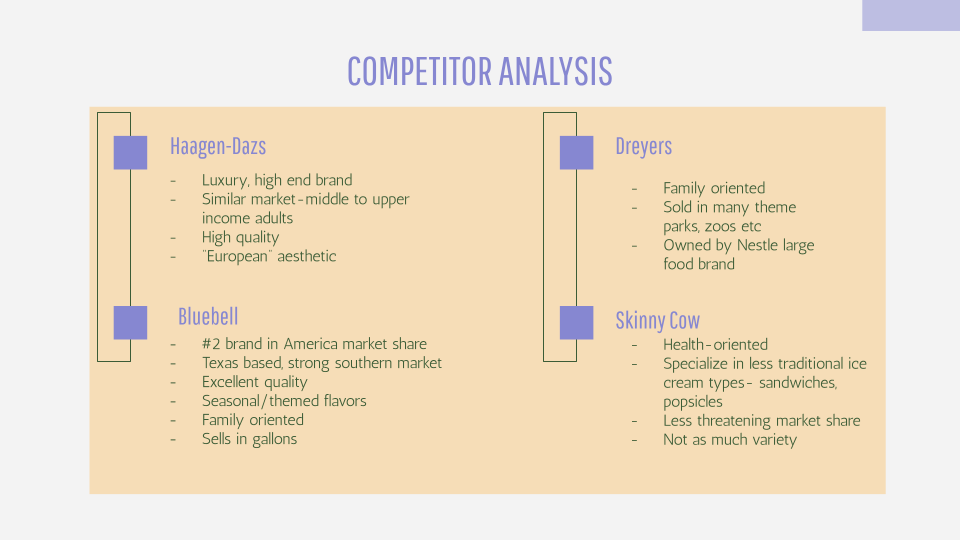 COMPETITOR ANALYSIS
Haagen-Dazs
- Luxury, high end brand
- Similar market-middle to upper
income adults
- High quality
- "European" aesthetic
Bluebell
- #2 brand in America market share
- Texas based, strong southern market
- Excellent quality
- Seasonal/themed flavors
- Family oriented
- Sells in gallons
Dreyers
- Family oriented
- Sold in many theme
parks, zoos etc
- Owned by Nestle large
food brand
Skinny Cow
- Health-oriented
- Specialize in less traditional ice
cream types- sandwiches,
popsicles
- Less threatening market share
- Not as much variety